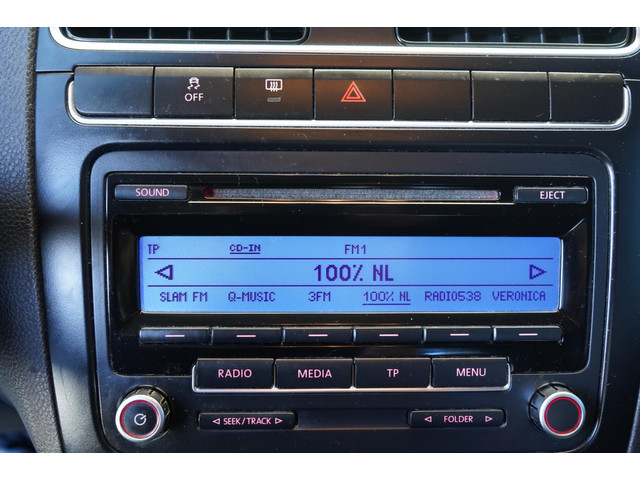 OFF
SOUND
EJECT
TP CD-IN FM1
100% NL
SLAM FM Q-MUSIC 3FM 100% NL RADIO538 VERONICA
RADIO MEDIA TP MENU
SEEK/TRACK FOLDER